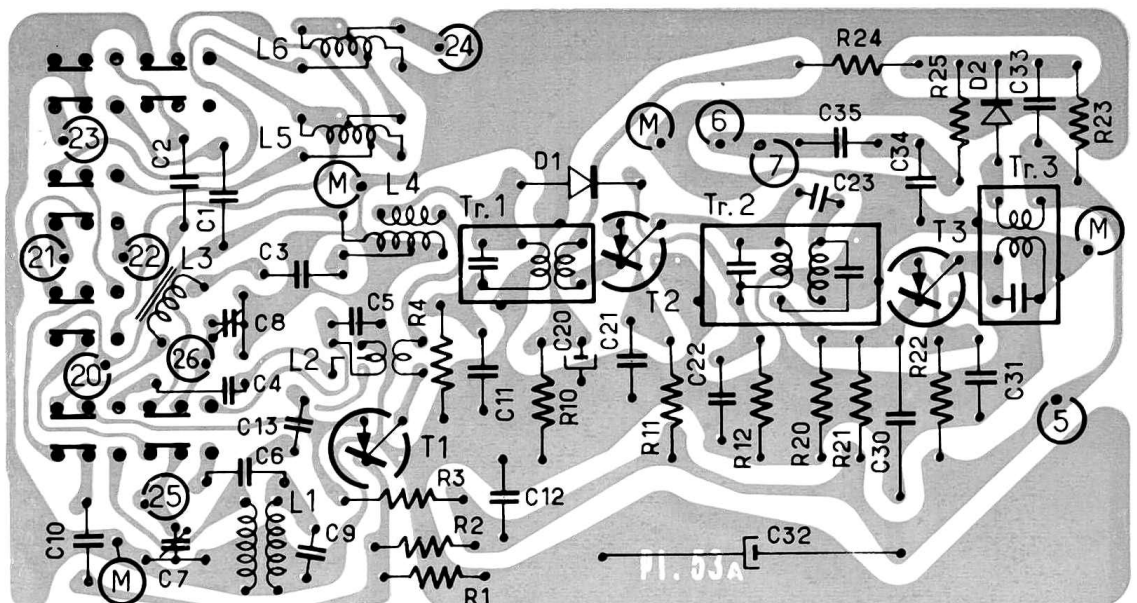 L6
24
R24
R25
D2
C33
R23
23
C2
C1
L5
M
L4
D1
M
6
7
C35
C34
C23
Tr.1
Tr.2
Tr.3
T3
M
21
22
L3
C3
T2
C8
26
C5
R4
L2
C20
C21
20
C4
C11
R10
R11
C22
R12
R20
R21
C30
R22
C31
5
C13
T1
C6
25
L1
R3
C12
C10
C9
R2
C32
M
C7
R1
Pl. 53A